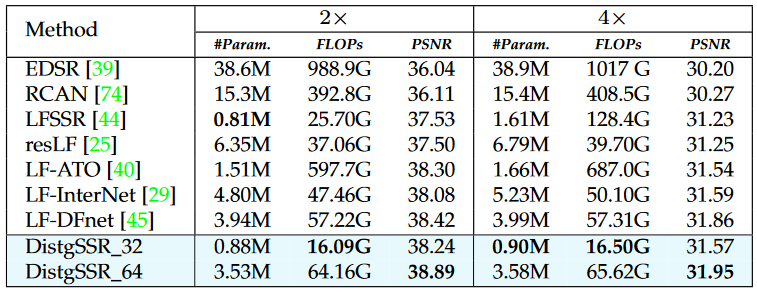 Method 2× 4×
#Param. FLOPs PSNR #Param. FLOPs PSNR
EDSR [39] 38.6M 988.9G 36.04 38.9M 1017 G 30.20
RCAN [74] 15.3M 392.8G 36.11 15.4M 408.5G 30.27
LFSSR [44] 0.81M 25.70G 37.53 1.61M 128.4G 31.23
resLF [25] 6.35M 37.06G 37.50 6.79M 39.70G 31.25
LF-ATO [40] 1.51M 597.7G 38.30 1.66M 687.0G 31.54
LF-InterNet [29] 4.80M 47.46G 38.08 5.23M 50.10G 31.59
LF-DFnet [45] 3.94M 57.22G 38.42 3.99M 57.31G 31.86
DistgSSR_32 0.88M 16.09G 38.24 0.90M 16.50G 31.57
DistgSSR_64 3.53M 64.16G 38.89 3.58M 65.62G 31.95